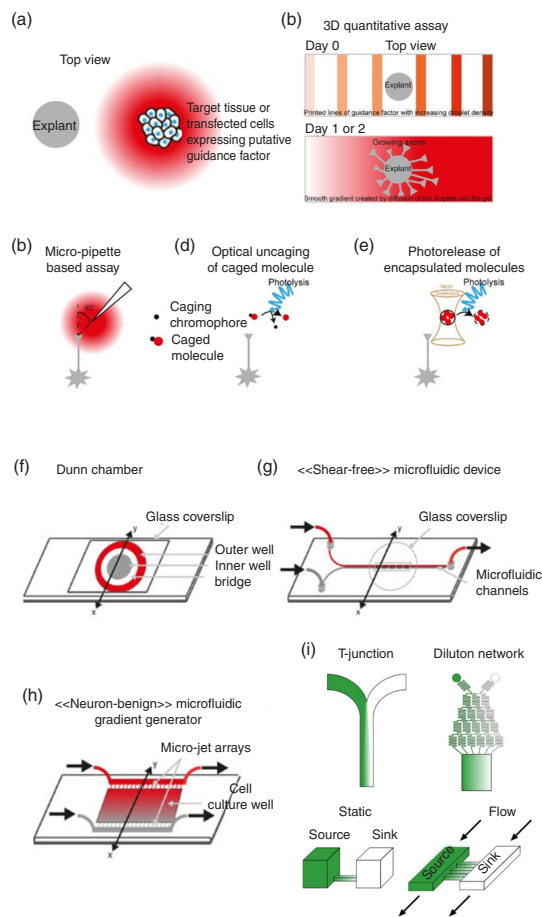 (a)
Top view
Explant
Target tissue or
transfected cells
expressing putative
guidance factor
(b)
3D quantitative assay
Day 0
Top view
Explant
Printed lines of guidance factor with increasing droplet density
Day 1 or 2
Growing axons
Explant
Smooth gradient created by diffusion of the droplets into the gel
(b)
Micro-pipette
based assay
45°
(d)
Optical uncaging
of caged molecule
Photolysis
Caging
chromophore
Caged
molecule
(e)
Photorelease of
encapsulated molecules
Photolysis
laser
(f)
Dunn chamber
Glass coverslip
y
Outer well
Inner well
bridge
x
(g)
<<Shear-free>> microfluidic device
Glass coverslip
y
Microfluidic
channels
x
(h)
<<Neuron-benign>> microfluidic
gradient generator
Micro-jet arrays
y
Cell
culture well
x
(i)
T-junction
Diluton network
Static
Source
Sink
Flow
Source
Sink